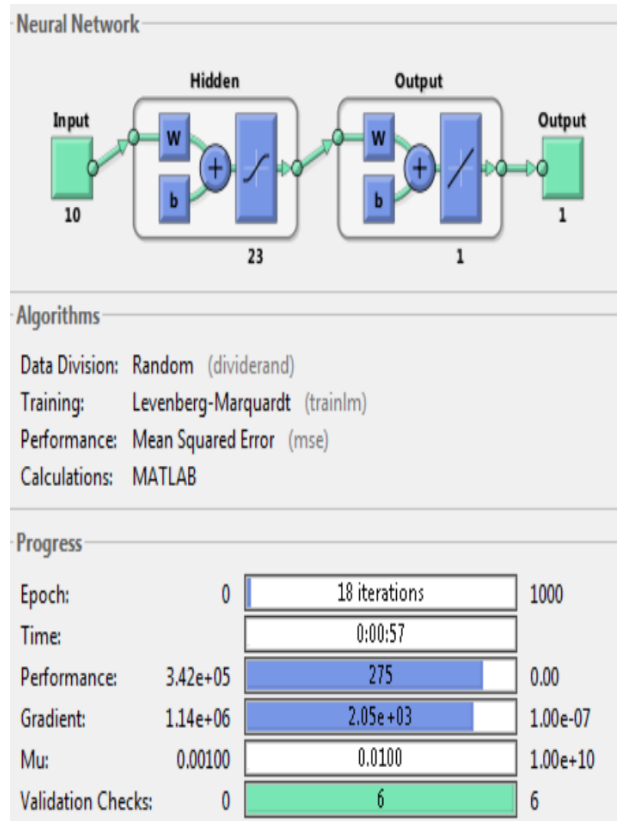 Neural Network
Hidden Output
Input Output
W W
b b
10 1
23 1
Algorithms
Data Division: Random (dividerand)
Training: Levenberg-Marquardt (trainlm)
Performance: Mean Squared Error (mse)
Calculations: MATLAB
Progress
Epoch: 0 18 iterations 1000
Time: 0:00:57
Performance: 3.42e+05 275 0.00
Gradient: 1.14e+06 2.05e+03 1.00e-07
Mu: 0.00100 0.0100 1.00e+10
Validation Checks: 0 6 6